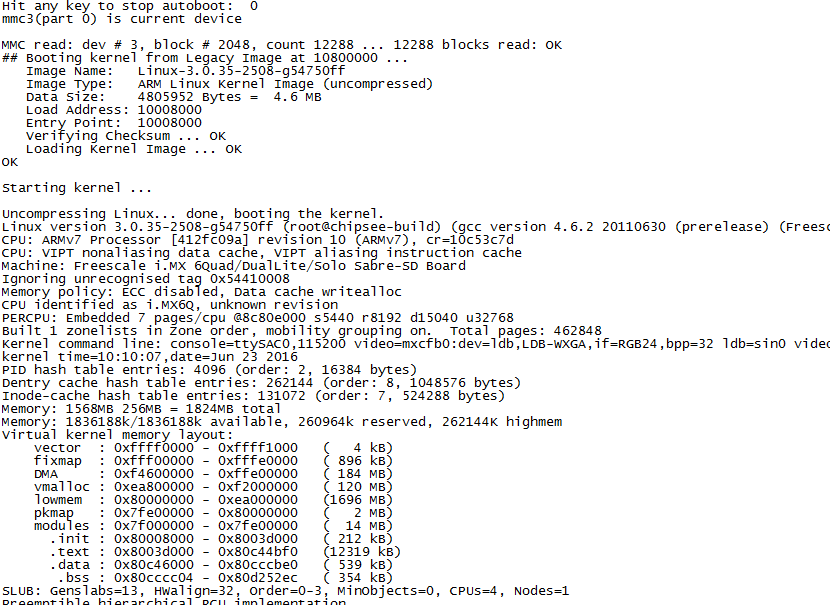 Hit any key to stop autoboot:  0
mmc3(part 0) is current device
MMC read: dev # 3, block # 2048, count 12288 ... 12288 blocks read: OK
## Booting kernel from Legacy Image at 10800000 ...
   Image Name:   Linux-3.0.35-2508-g54750ff
   Image Type:   ARM Linux Kernel Image (uncompressed)
   Data Size:    4805952 Bytes =  4.6 MB
   Load Address: 10008000
   Entry Point:  10008000
   Verifying Checksum ... OK
   Loading Kernel Image ... OK
OK
Starting kernel ...
Uncompressing Linux... done, booting the kernel.
Linux version 3.0.35-2508-g54750ff (root@chipsee-build) (gcc version 4.6.2 20110630 (prerelease) (Freesc
CPU: ARMv7 Processor [412fc09a] revision 10 (ARMv7), cr=10c53c7d
CPU: VIPT nonaliasing data cache, VIPT aliasing instruction cache
Machine: Freescale i.MX 6Quad/DualLite/Solo Sabre-SD Board
Ignoring unrecognised tag 0x54410008
Memory policy: ECC disabled, Data cache writealloc
CPU identified as i.MX6Q, unknown revision
PERCPU: Embedded 7 pages/cpu @8c80e000 s5440 r8192 d15040 u32768
Built 1 zonelists in Zone order, mobility grouping on.  Total pages: 462848
Kernel command line: console=ttySAC0,115200 video=mxcfb0:dev=ldb,LDB-WXGA,if=RGB24,bpp=32 ldb=sin0 video
kernel time=10:10:07,date=Jun 23 2016
PID hash table entries: 4096 (order: 2, 16384 bytes)
Dentry cache hash table entries: 262144 (order: 8, 1048576 bytes)
Inode-cache hash table entries: 131072 (order: 7, 524288 bytes)
Memory: 1568MB 256MB = 1824MB total
Memory: 1836188k/1836188k available, 260964k reserved, 262144K highmem
Virtual kernel memory layout:
    vector  : 0xffff0000 - 0xffff1000   (   4 kB)
    fixmap  : 0xfff00000 - 0xfffe0000   ( 896 kB)
    DMA     : 0xf4600000 - 0xffe00000   ( 184 MB)
    vmalloc : 0xea800000 - 0xf2000000   ( 120 MB)
    lowmem  : 0x80000000 - 0xea000000   (1696 MB)
    pkmap   : 0x7fe00000 - 0x80000000   (   2 MB)
    modules : 0x7f000000 - 0x7fe00000   (  14 MB)
      .init : 0x80008000 - 0x8003d000   ( 212 kB)
      .text : 0x8003d000 - 0x80c44bf0   (12319 kB)
      .data : 0x80c46000 - 0x80cccbe0   ( 539 kB)
       .bss : 0x80cccc04 - 0x80d252ec   ( 354 kB)
SLUB: Genslabs=13, HWalign=32, Order=0-3, MinObjects=0, CPUs=4, Nodes=1
Preemptible hierarchical RCU implementation